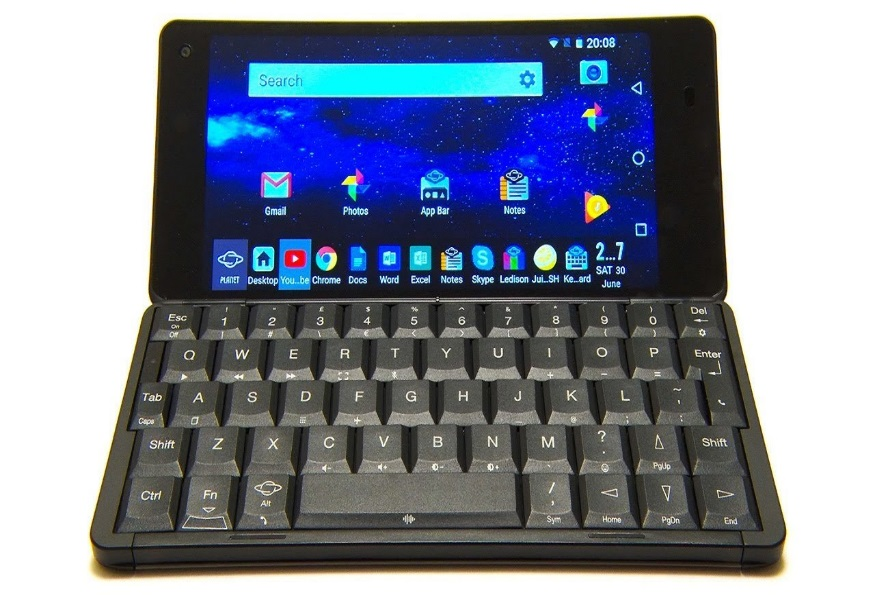 20:08
Search
Gmail Photos App Bar Notes
PLANET Desktop You...be Chrome Docs Word Excel Notes Skype Ledison Jui...SH Ke...ard
2...7
SAT 30
June
Esc ! " £ $ % ^ & * ( ) Del
On 1 2 3 4 5 6 7 8 9 0
Off \ # < > { }
Q W E R T Y U I O P Enter
+ - =
Tab A S D F G H J K L ~
Caps
Shift Z X C V B N M ? Shift
PgUp
Ctrl Fn Alt / ,
Sym Home PgDn End